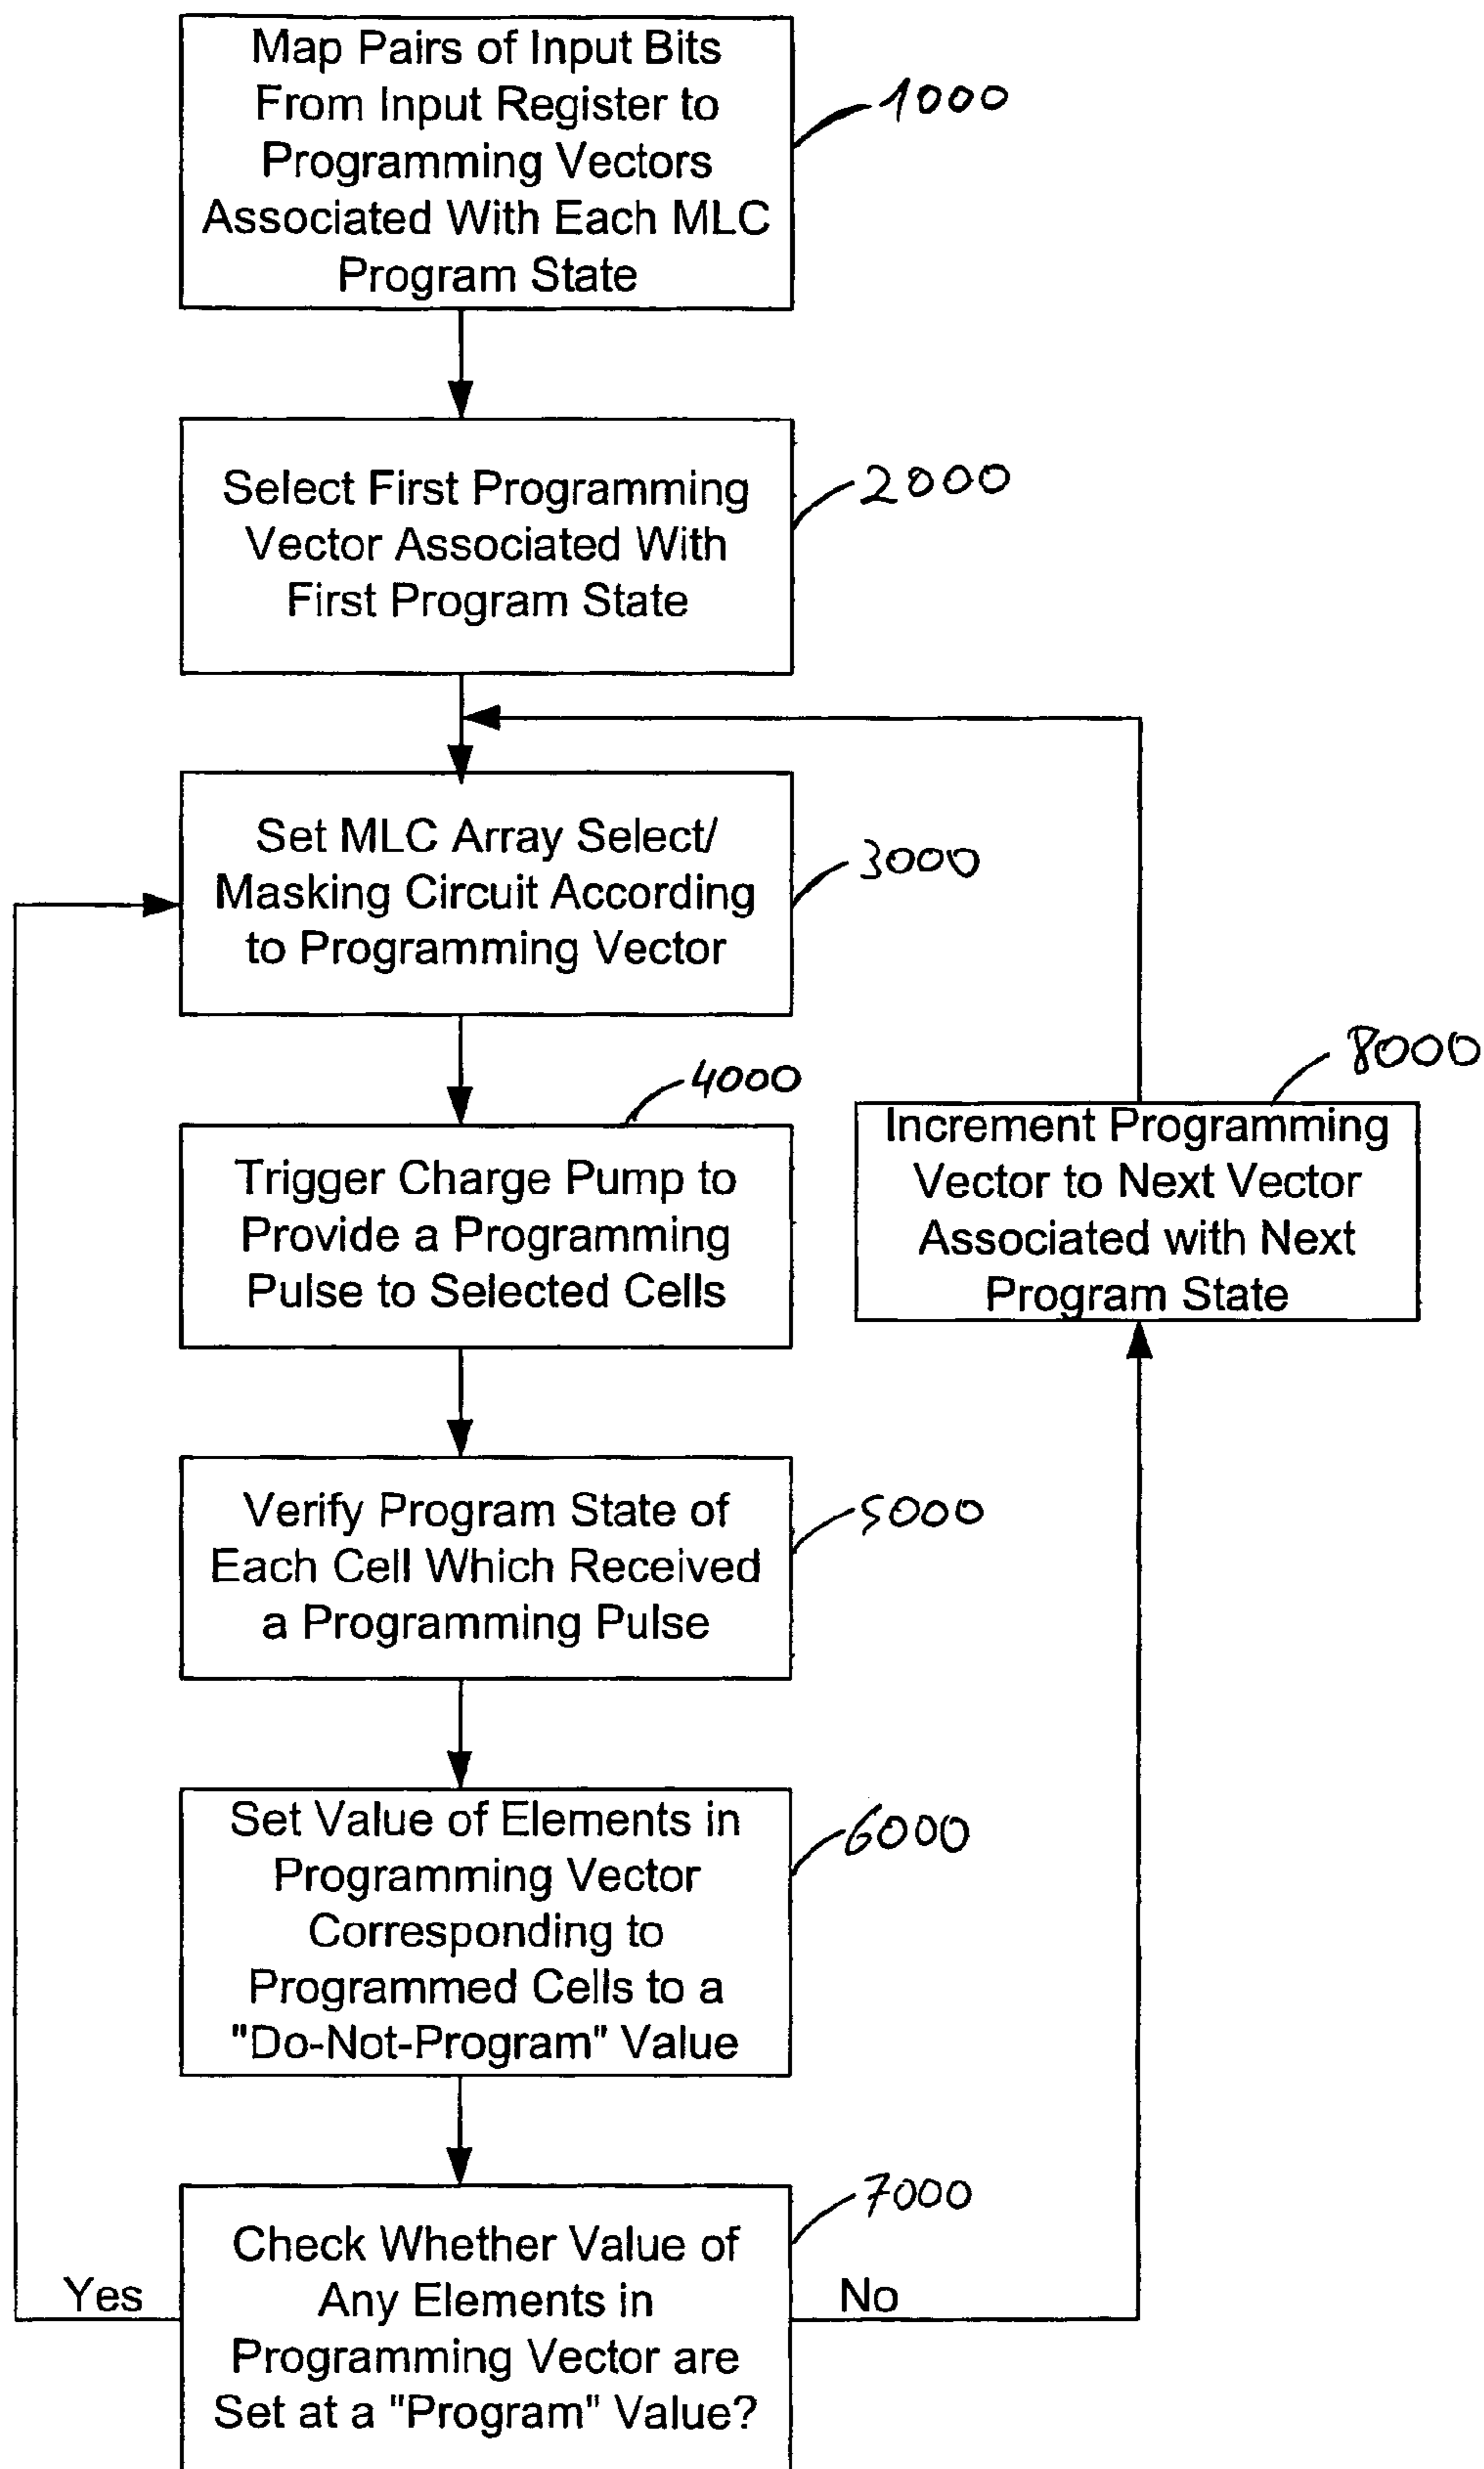 Map Pairs of Input Bits
From Input Register to
Programming Vectors
Associated With Each MLC
Program State
1000
Select First Programming
Vector Associated With
First Program State
2000
Set MLC Array Select/
Masking Circuit According
to Programming Vector
3000
4000
Trigger Charge Pump to
Provide a Programming
Pulse to Selected Cells
8000
Increment Programming
Vector to Next Vector
Associated with Next
Program State
Verify Program State of
Each Cell Which Received
a Programming Pulse
5000
Set Value of Elements in
Programming Vector
Corresponding to
Programmed Cells to a
"Do-Not-Program" Value
6000
7000
Check Whether Value of
Any Elements in
Programming Vector are
Set at a "Program" Value?
Yes
No